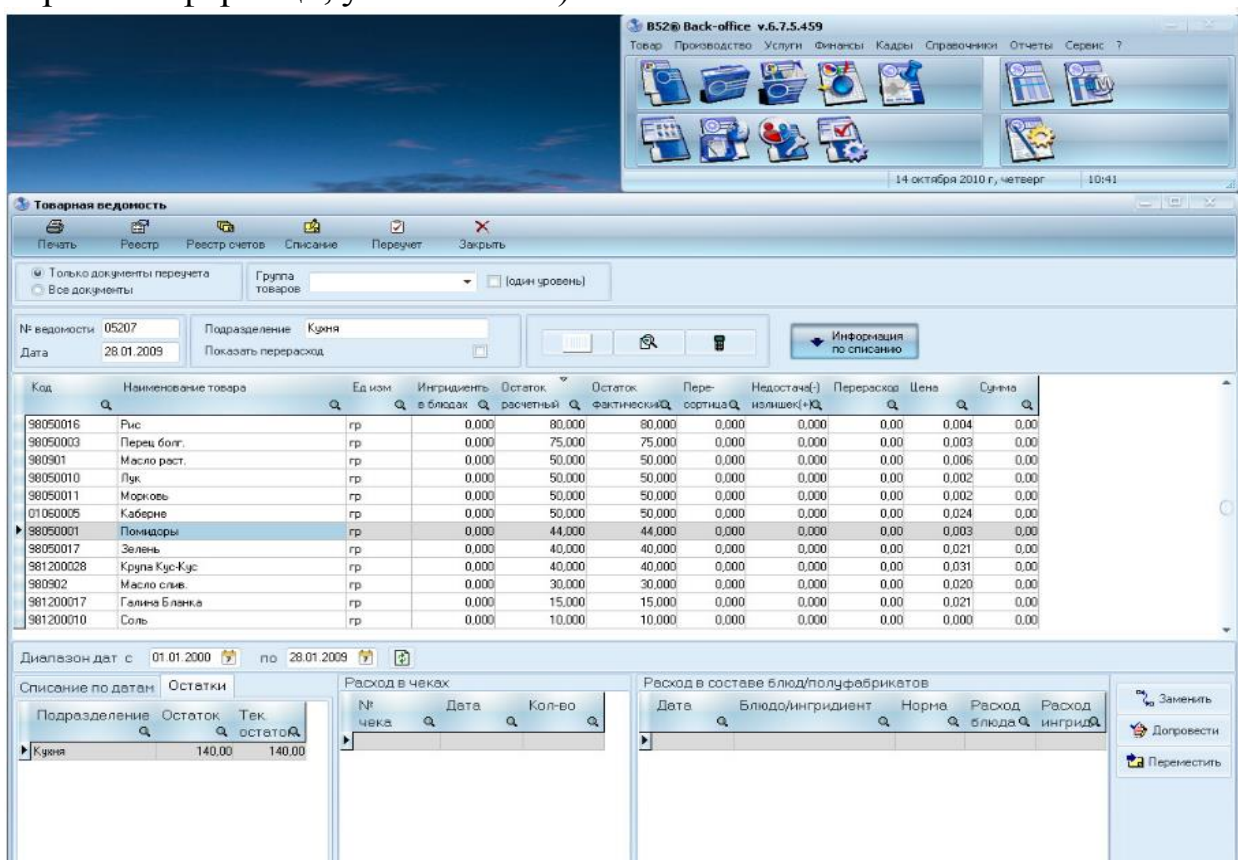 B52® Back-office v.6.7.5.459
Товар Производство Услуги Финансы Кадры Справочники Отчеты Сервис ?
14 октября 2010 г, четверг 10:41
Товарная ведомость
Печать Реестр Реестр счетов Списание Переучет Закрыть
Только документы переучета
Все документы
Группа товаров
(один уровень)
№ ведомости 05207 Подразделение Кухня
Дата 28.01.2009 Показать перерасход
Информация по списанию
Код Наименование товара Ед изм Ингридиенть в блюдах Остаток расчетный Остаток фактический Пере-сортица Недостача(-) излишек(+) Перерасход Цена Сумма
98050016 Рис гр 0,000 80,000 80,000 0,000 0,000 0,00 0,004 0,00
98050003 Перец болг. гр 0,000 75,000 75,000 0,000 0,000 0,00 0,003 0,00
980901 Масло раст. гр 0,000 50,000 50,000 0,000 0,000 0,00 0,006 0,00
98050010 Лук гр 0,000 50,000 50,000 0,000 0,000 0,00 0,002 0,00
98050011 Морковь гр 0,000 50,000 50,000 0,000 0,000 0,00 0,002 0,00
01060005 Каберне гр 0,000 50,000 50,000 0,000 0,000 0,00 0,024 0,00
98050001 Помидоры гр 0,000 44,000 44,000 0,000 0,000 0,00 0,003 0,00
98050017 Зелень гр 0,000 40,000 40,000 0,000 0,000 0,00 0,021 0,00
981200028 Крупа Кус-Кус гр 0,000 40,000 40,000 0,000 0,000 0,00 0,031 0,00
980902 Масло слив. гр 0,000 30,000 30,000 0,000 0,000 0,00 0,020 0,00
981200017 Галина Бланка гр 0,000 15,000 15,000 0,000 0,000 0,00 0,021 0,00
981200010 Соль гр 0,000 10,000 10,000 0,000 0,000 0,00 0,000 0,00
Диапазон дат с 01.01.2000 по 28.01.2009
Списание по датам Остатки
Подразделение Остаток Тек. остаток
Кухня 140,00 140,00
Расход в чеках
№ чека Дата Кол-во
Расход в составе блюд/полуфабрикатов
Дата Блюдо/ингридиент Норма Расход блюда Расход ингрид
Заменить
Допровести
Переместить